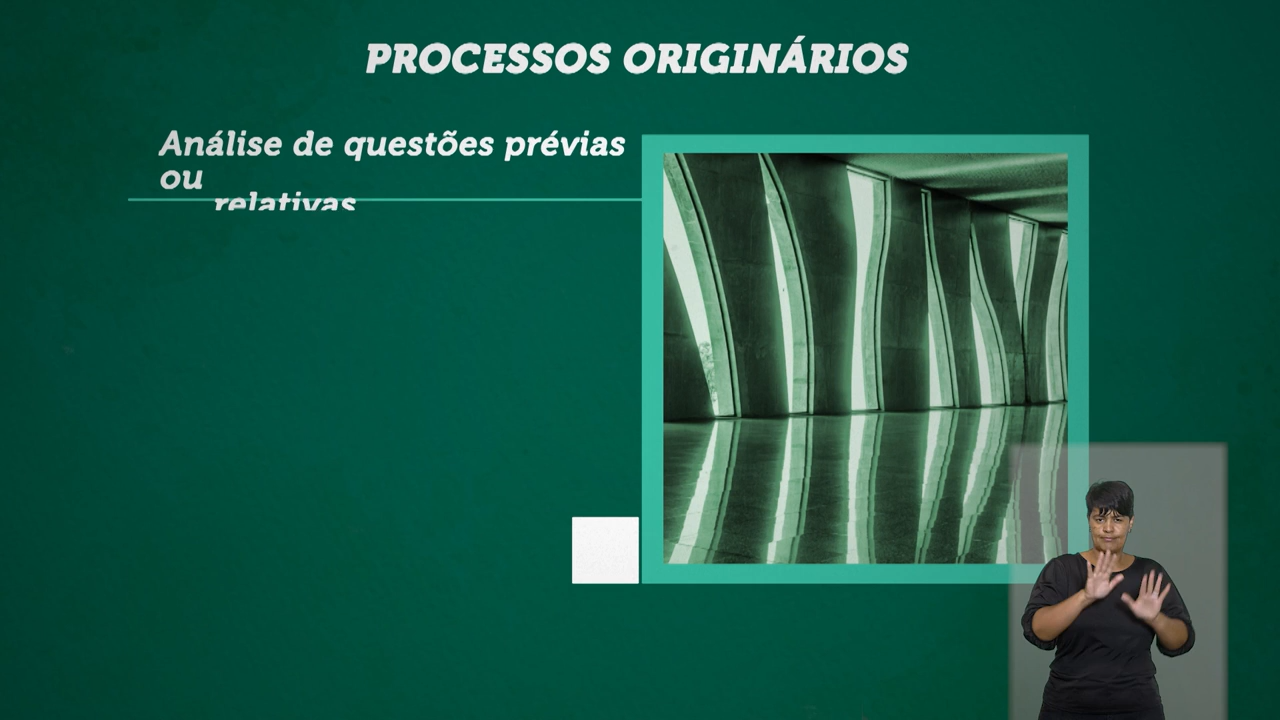 PROCESSOS ORIGINÁRIOS
Análise de questões prévias
ou
relativas